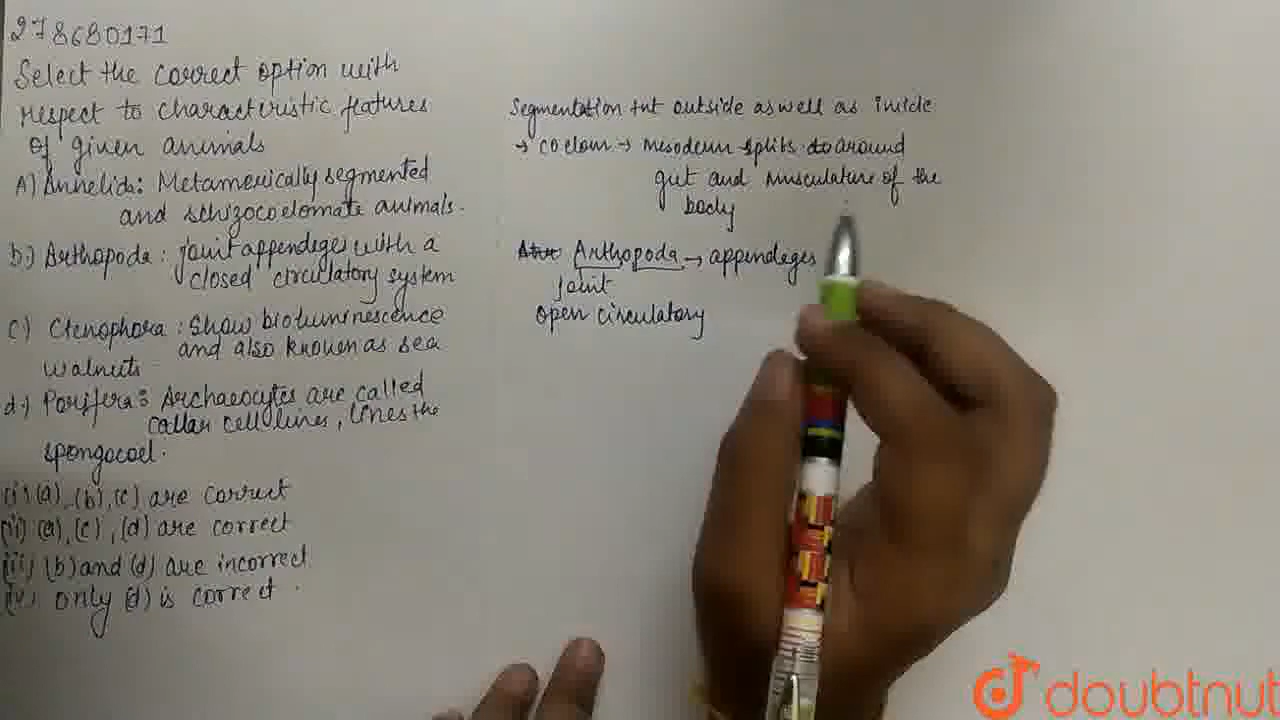 278680171
Select the correct option with
respect to characteristic features
of given animals
A) Annelids: Metamerically segmented
and schizocoelomate animals.
b.) Arthopoda : joint appendeges with a
closed circulatory system
c) Ctenophora : Show bioluminescence
and also known as sea
walnuts
d.) Porifera : Archaeocytes are called
collar cell lines, lines the
spongocoel.
(i) (a), (b), (c) are correct
(ii) (a), (c), (d) are correct
(iii) (b) and (d) are incorrect
(iv) only (d) is correct.
Segmentation tnt outside as well as inside
→ coelom → mesoderm splits to around
gut and musculature of the
body
Arthopoda → appendeges
joint
open circulatory
doubtnut